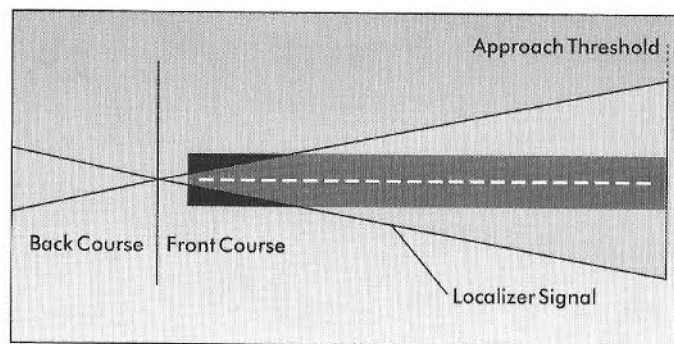 Approach Threshold
Back Course
Front Course
Localizer Signal